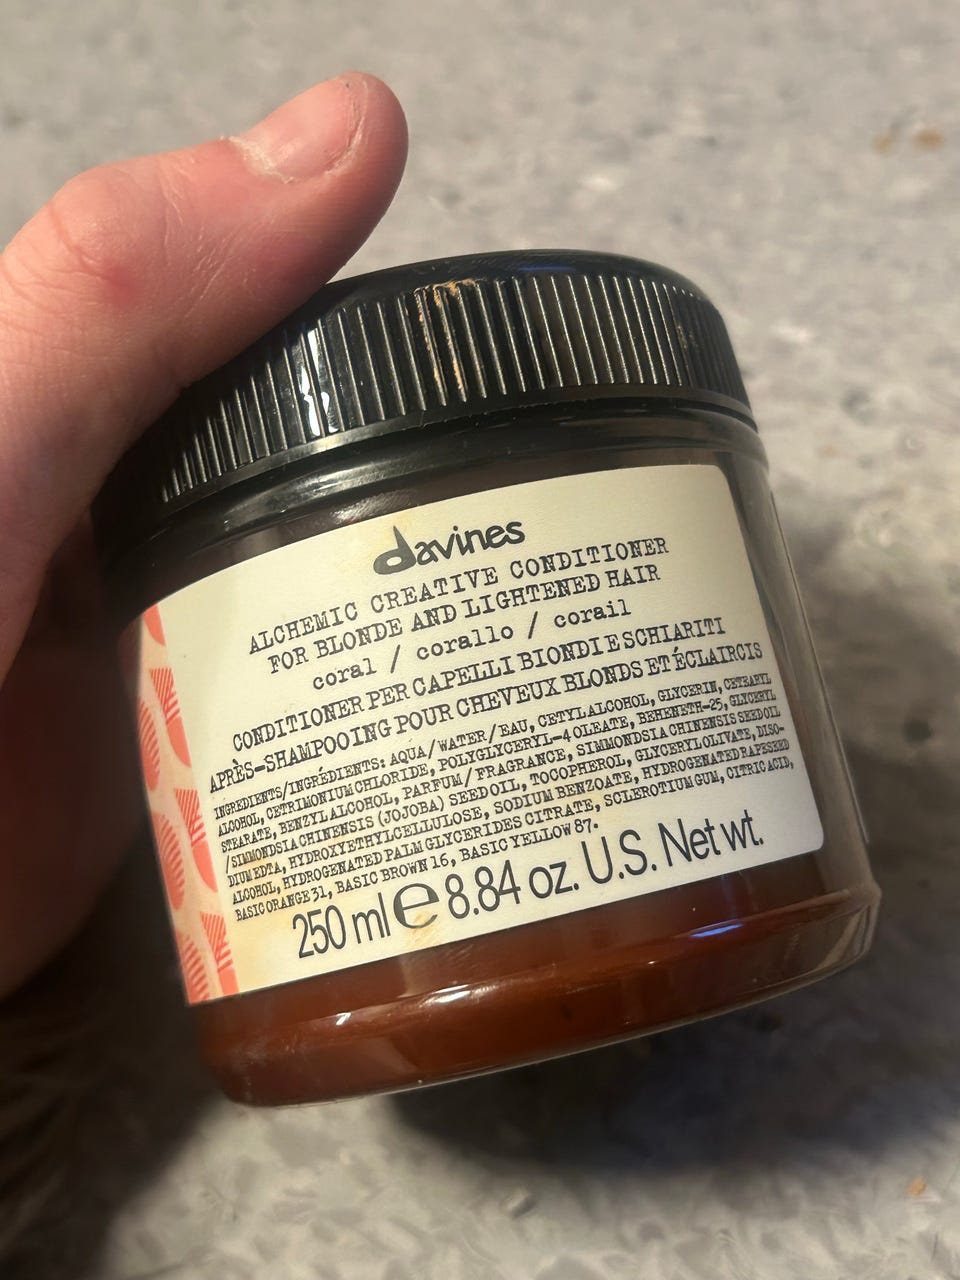 davines
ALCHEMIC CREATIVE CONDITIONER
FOR BLONDE AND LIGHTENED HAIR
coral / corallo / corail
CONDITIONER PER CAPELLI BIONDI E SCHIARITI
APRÈS-SHAMPOOING POUR CHEVEUX BLONDS ET ÉCLAIRCIS
INGREDIENTS/INGRÉDIENTS: AQUA/WATER/EAU, CETYL ALCOHOL, GLYCERIN, CETEARYL
ALCOHOL, CETRIMONIUM CHLORIDE, POLYGLYCERYL-4 OLEATE, BEHENETH-25, GLYCERYL
STEARATE, BENZYL ALCOHOL, PARFUM/FRAGRANCE, SIMMONDSIA CHINENSIS SEED OIL
/SIMMONDSIA CHINENSIS (JOJOBA) SEED OIL, TOCOPHEROL, GLYCERYL OLIVATE, DISO-
DIUM EDTA, HYDROXYETHYLCELLULOSE, SODIUM BENZOATE, HYDROGENATED RAPESEED
ALCOHOL, HYDROGENATED PALM GLYCERIDES CITRATE, SCLEROTIUM GUM, CITRIC ACID,
BASIC ORANGE 31, BASIC BROWN 16, BASIC YELLOW 87.
250 ml e 8.84 oz. U.S. Net wt.